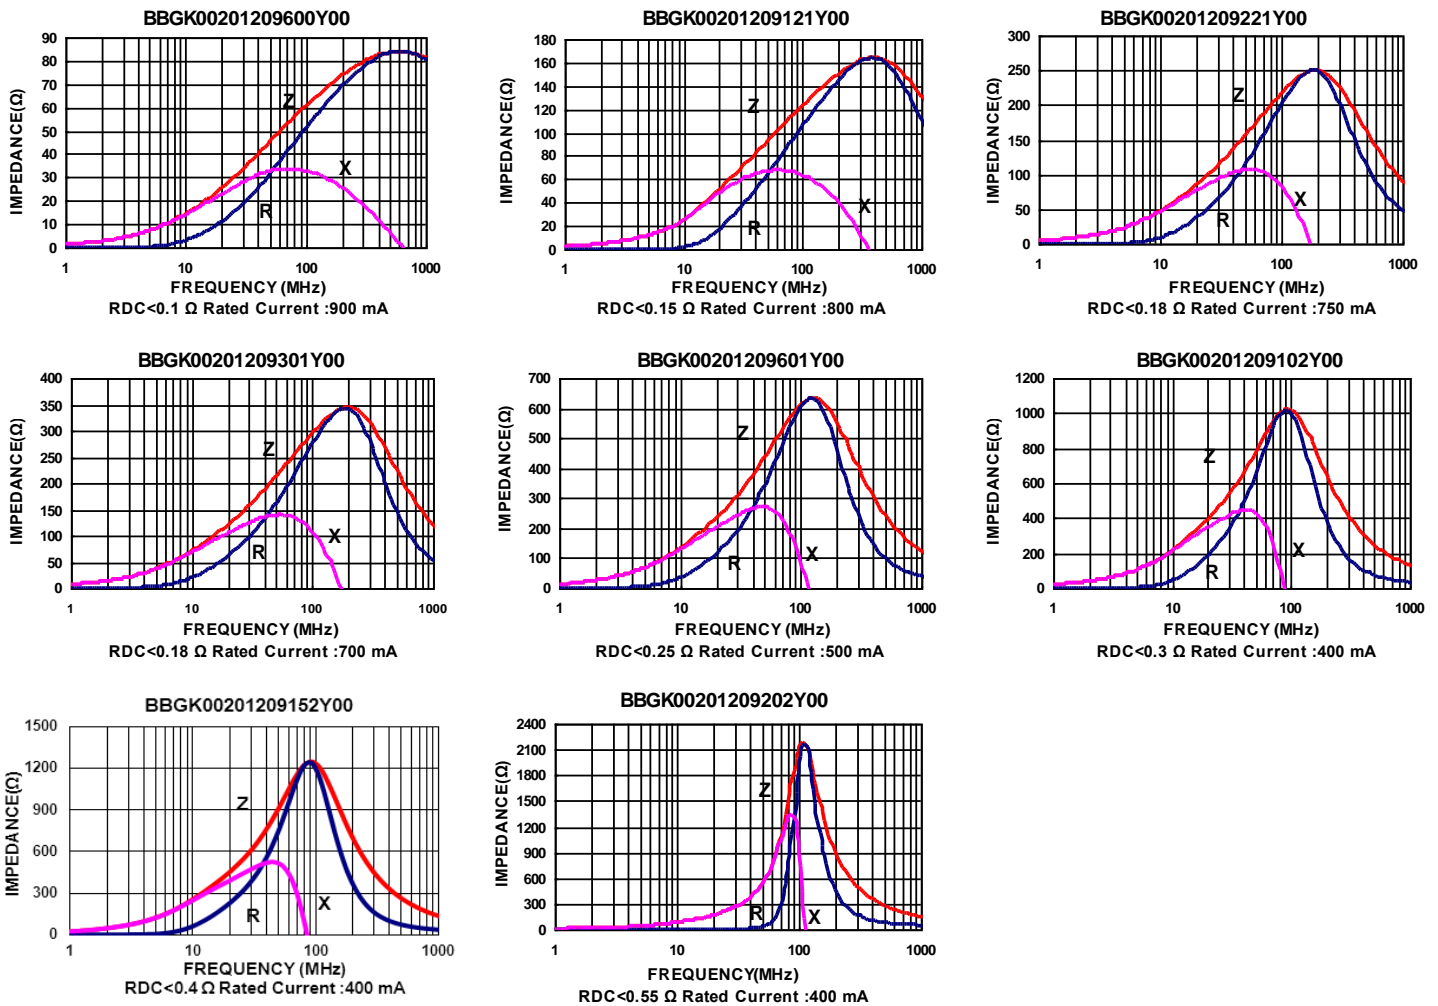 BBGK00201209600Y00
IMPEDANCE(Ω)
90
80
70
60
50
40
30
20
10
0
Z
X
R
1 10 100 1000
FREQUENCY (MHz)
RDC<0.1 Ω Rated Current :900 mA
BBGK00201209121Y00
IMPEDANCE(Ω)
180
160
140
120
100
80
60
40
20
0
Z
X
R
1 10 100 1000
FREQUENCY (MHz)
RDC<0.15 Ω Rated Current :800 mA
BBGK00201209221Y00
IMPEDANCE(Ω)
300
250
200
150
100
50
0
Z
X
R
1 10 100 1000
FREQUENCY (MHz)
RDC<0.18 Ω Rated Current :750 mA
BBGK00201209301Y00
IMPEDANCE(Ω)
400
350
300
250
200
150
100
50
0
Z
X
R
1 10 100 1000
FREQUENCY (MHz)
RDC<0.18 Ω Rated Current :700 mA
BBGK00201209601Y00
IMPEDANCE(Ω)
700
600
500
400
300
200
100
0
Z
X
R
1 10 100 1000
FREQUENCY (MHz)
RDC<0.25 Ω Rated Current :500 mA
BBGK00201209102Y00
IMPEDANCE(Ω)
1200
1000
800
600
400
200
0
Z
X
R
1 10 100 1000
FREQUENCY (MHz)
RDC<0.3 Ω Rated Current :400 mA
BBGK00201209152Y00
IMPEDANCE(Ω)
1500
1200
900
600
300
0
Z
X
R
1 10 100 1000
FREQUENCY (MHz)
RDC<0.4 Ω Rated Current :400 mA
BBGK00201209202Y00
IMPEDANCE(Ω)
2400
2100
1800
1500
1200
900
600
300
0
Z
R
X
1 10 100 1000
FREQUENCY(MHz)
RDC<0.55 Ω Rated Current :400 mA